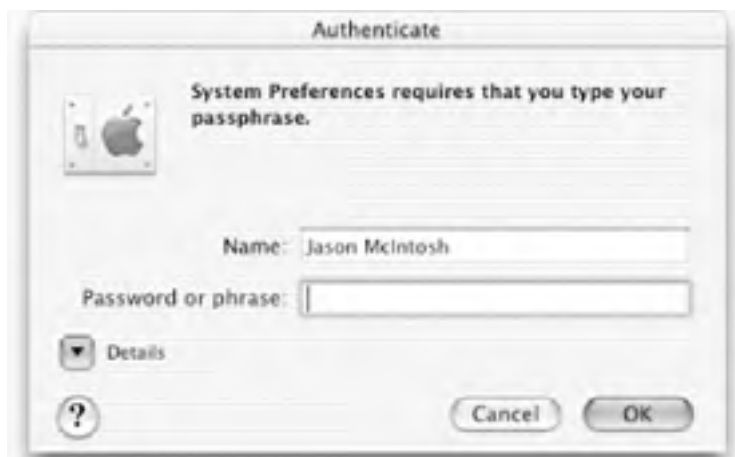 Authenticate
System Preferences requires that you type your
passphrase.
Name: Jason McIntosh
Password or phrase:
Details
?
Cancel
OK